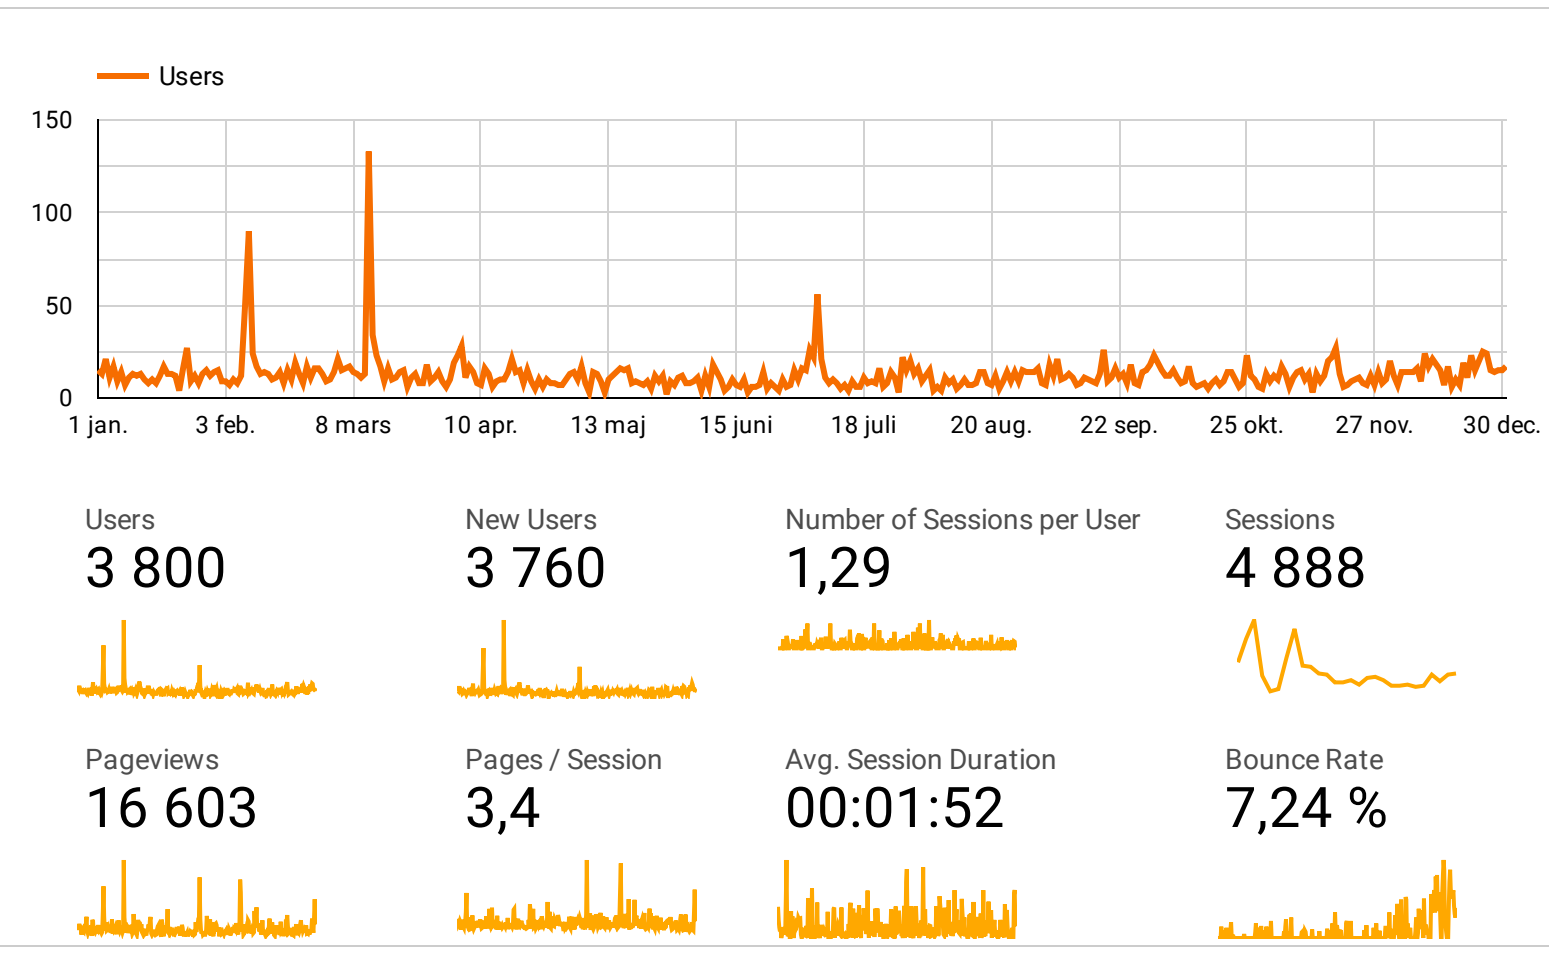 Users
150
100
50
0
1 jan. 3 feb. 8 mars 10 apr. 13 maj 15 juni 18 juli 20 aug. 22 sep. 25 okt. 27 nov. 30 dec.
Users New Users Number of Sessions per User Sessions
3 800 3 760 1,29 4 888
Pageviews Pages / Session Avg. Session Duration Bounce Rate
16 603 3,4 00:01:52 7,24 %